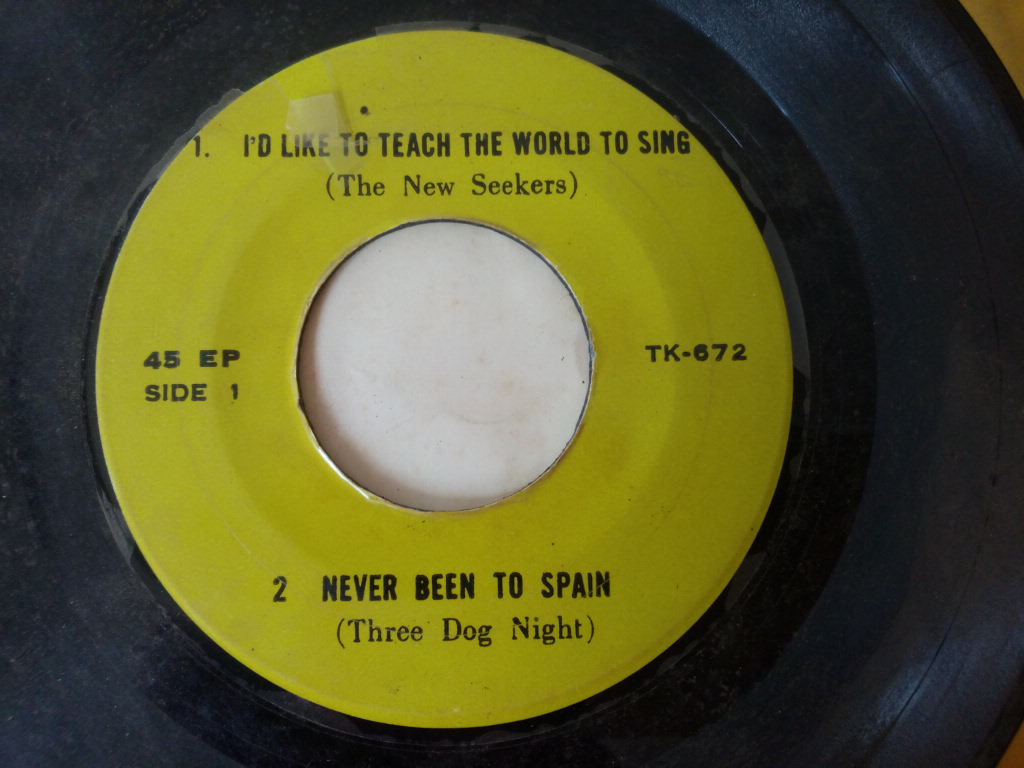 1. I'D LIKE TO TEACH THE WORLD TO SING
(The New Seekers)
45 EP
SIDE 1
TK-672
2 NEVER BEEN TO SPAIN
(Three Dog Night)